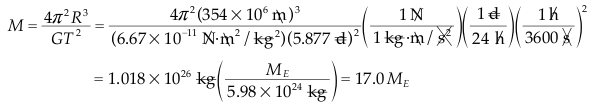 M = 4π²R³ / GT² = 4π²(354 × 10⁶ m)³ / (6.67 × 10⁻¹¹ N·m² / kg²)(5.877 d)² (1 N / 1 kg·m / s²)(1 d / 24 h)(1 h / 3600 s)²
= 1.018 × 10²⁶ kg (M_E / 5.98 × 10²⁴ kg) = 17.0 M_E